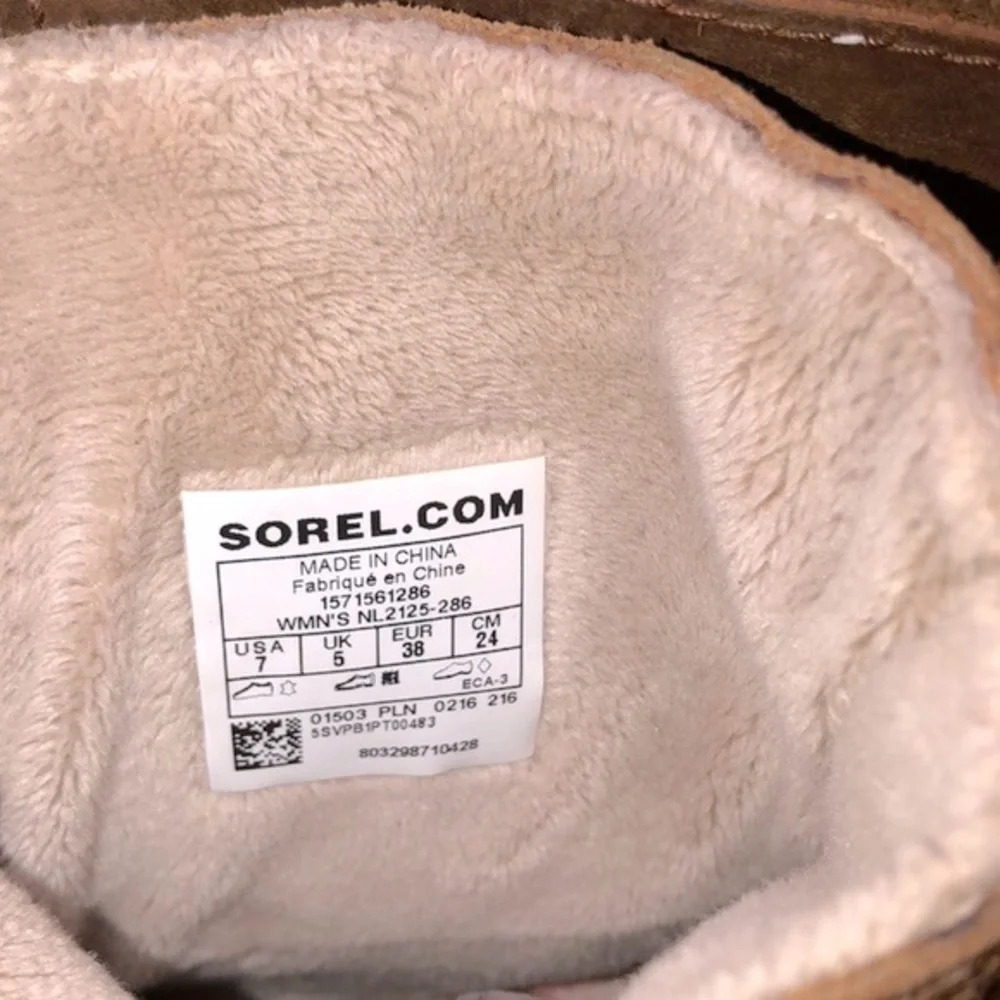 SOREL.COM
MADE IN CHINA
Fabriqué en Chine
1571561286
WMN'S NL2125-286
USA UK EUR CM
7 5 38 24
ECA-3
01503 PLN 0216 216
5SVPB1PT00483
803298710428